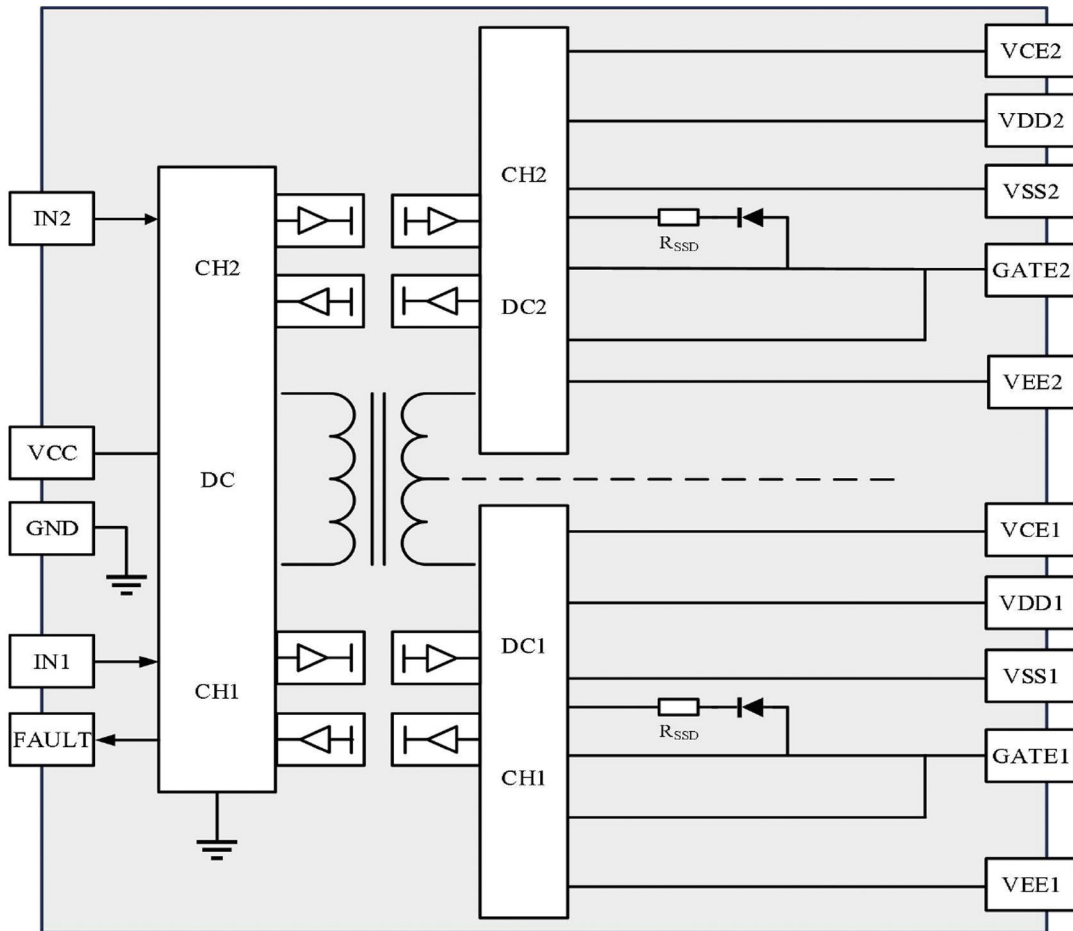 VCE2
VDD2
CH2
VSS2
IN2
R_SSD
CH2
GATE2
DC2
VEE2
VCC
DC
GND
VCE1
VDD1
DC1
IN1
VSS1
CH1
R_SSD
FAULT
GATE1
CH1
VEE1